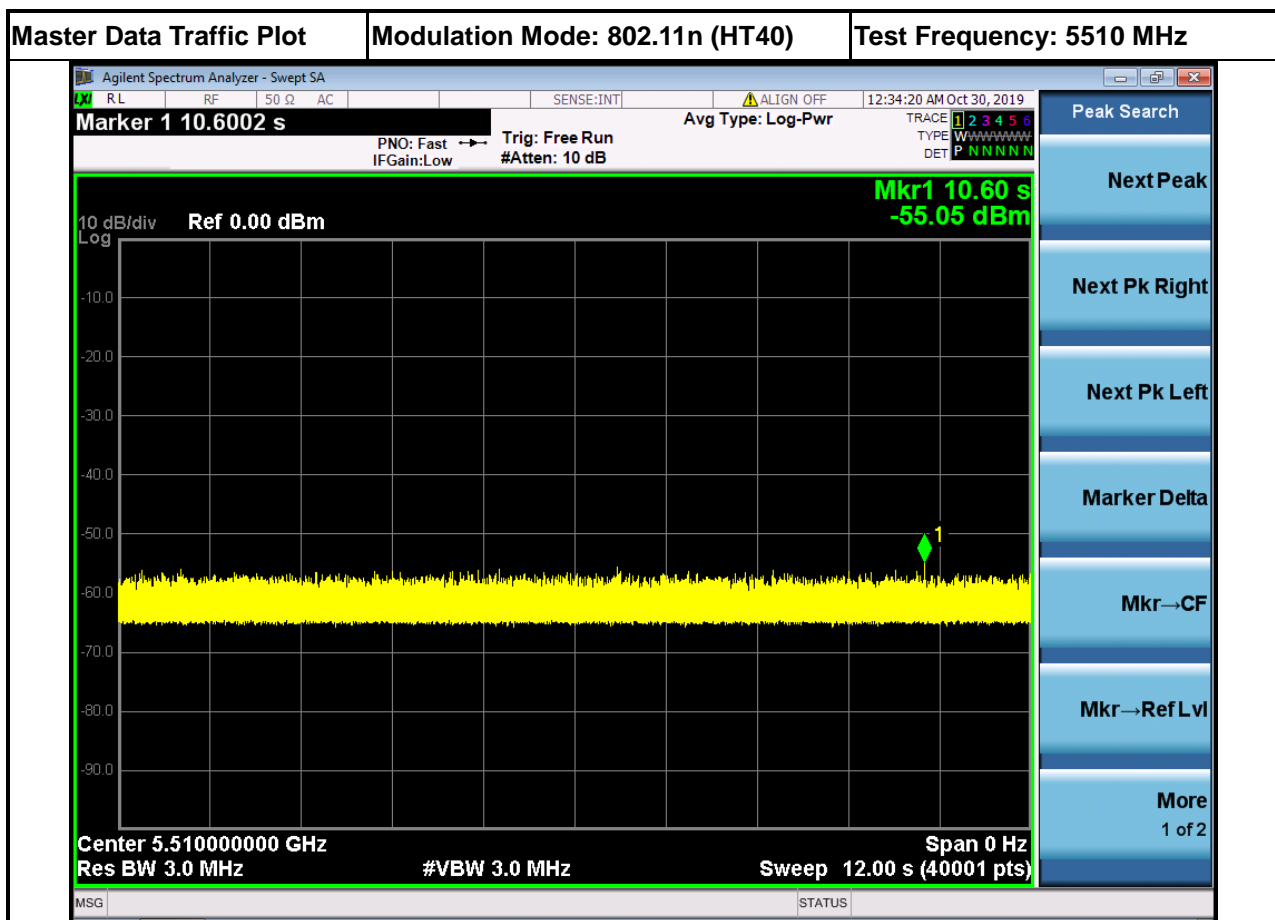 Master Data Traffic Plot Modulation Mode: 802.11n (HT40) Test Frequency: 5510 MHz
Agilent Spectrum Analyzer - Swept SA
LXI RL RF 50 Ω AC SENSE:INT ALIGN OFF 12:34:20 AM Oct 30, 2019
Marker 1 10.6002 s
PNO: Fast
IFGain:Low
Trig: Free Run
#Atten: 10 dB
Avg Type: Log-Pwr
TRACE 1 2 3 4 5 6
TYPE WWWWWWW
DET P N N N N N
Peak Search
Mkr1 10.60 s
-55.05 dBm
10 dB/div Ref 0.00 dBm
Log
-10.0
-20.0
-30.0
-40.0
-50.0
-60.0
-70.0
-80.0
-90.0
1
Center 5.510000000 GHz Span 0 Hz
Res BW 3.0 MHz #VBW 3.0 MHz Sweep 12.00 s (40001 pts)
MSG STATUS
Next Peak
Next Pk Right
Next Pk Left
Marker Delta
Mkr→CF
Mkr→Ref Lvl
More
1 of 2